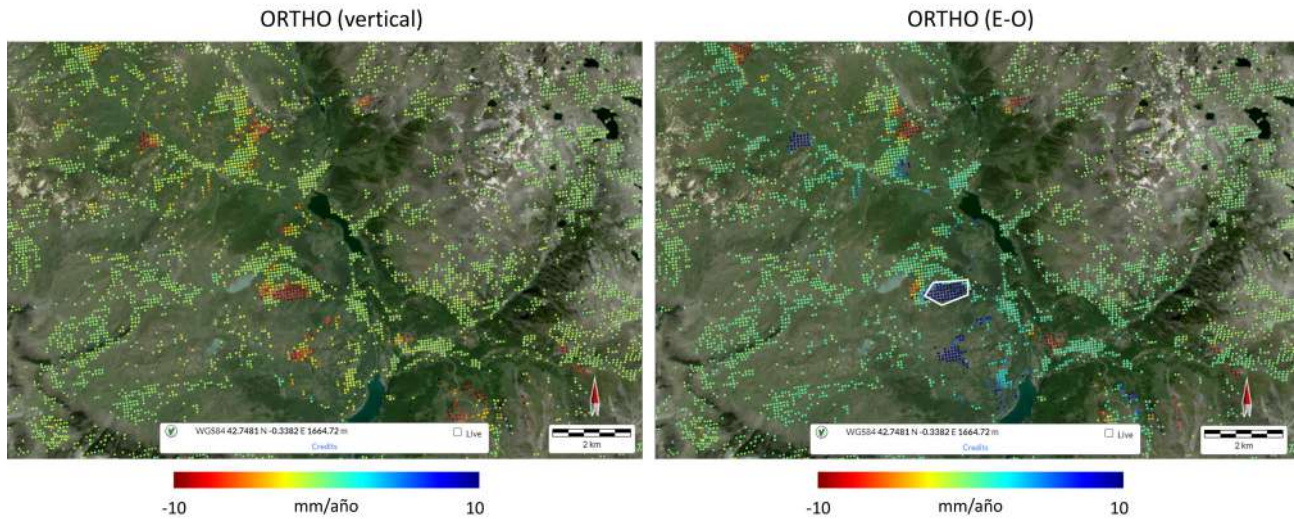 ORTHO (vertical)
ORTHO (E-O)
WGS84 42.7481 N -0.3382 E 1664.72 m
Live
Credits
2 km
WGS84 42.7481 N -0.3382 E 1664.72 m
Live
Credits
2 km
-10
mm/año
10
-10
mm/año
10